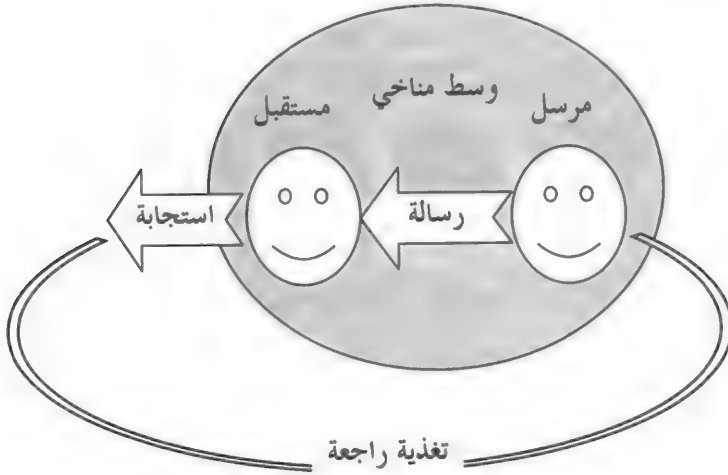 وسط مناخي
مرسل
مستقبل
رسالة
استجابة
تغذية راجعة